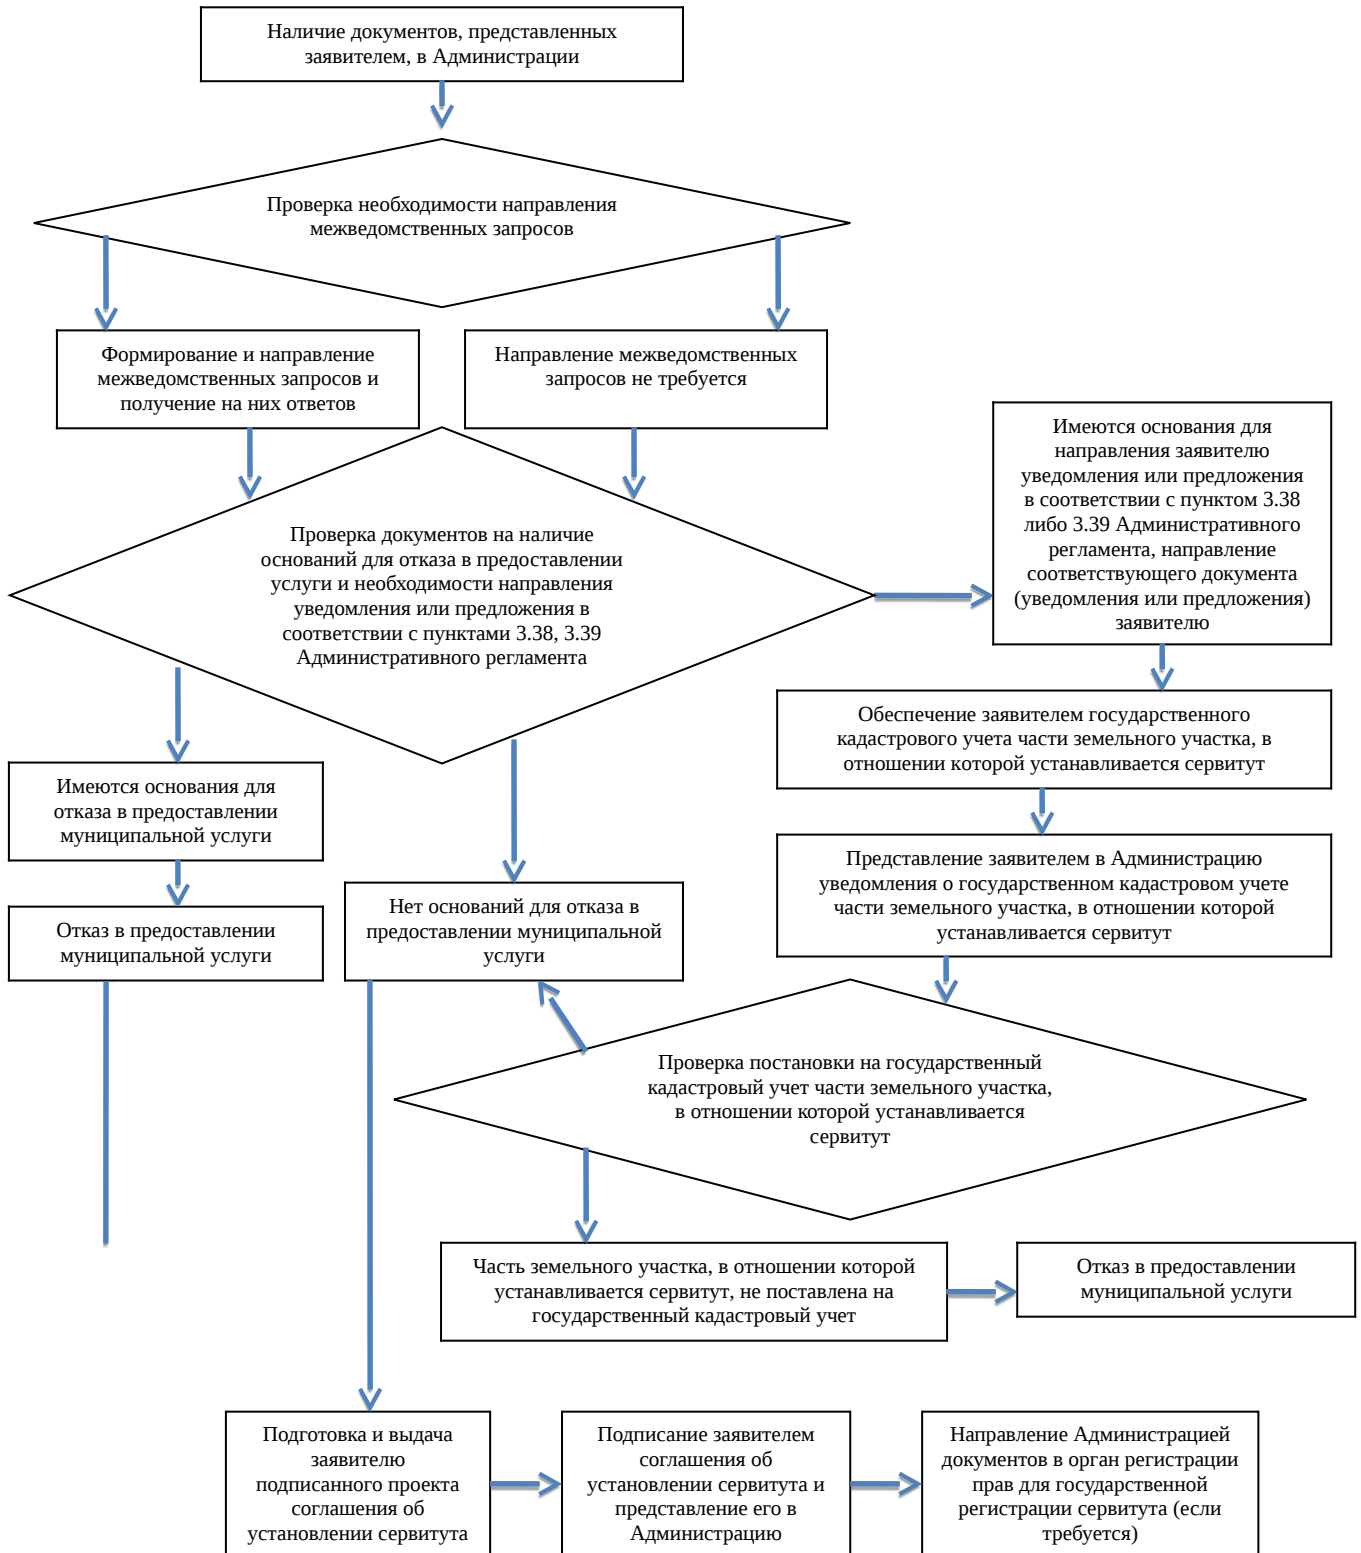 Наличие документов, представленных
заявителем, в Администрации
Проверка необходимости направления
межведомственных запросов
Формирование и направление
межведомственных запросов и
получение на них ответов
Направление межведомственных
запросов не требуется
Имеются основания для
направления заявителю
уведомления или предложения
в соответствии с пунктом 3.38
либо 3.39 Административного
регламента, направление
соответствующего документа
(уведомления или предложения)
заявителю
Проверка документов на наличие
оснований для отказа в предоставлении
услуги и необходимости направления
уведомления или предложения в
соответствии с пунктами 3.38, 3.39
Административного регламента
Обеспечение заявителем государственного
кадастрового учета части земельного участка, в
отношении которой устанавливается сервитут
Имеются основания для
отказа в предоставлении
муниципальной услуги
Представление заявителем в Администрацию
уведомления о государственном кадастровом учете
части земельного участка, в отношении которой
устанавливается сервитут
Нет оснований для отказа в
предоставлении муниципальной
услуги
Отказ в предоставлении
муниципальной услуги
Проверка постановки на государственный
кадастровый учет части земельного участка,
в отношении которой устанавливается
сервитут
Часть земельного участка, в отношении которой
устанавливается сервитут, не поставлена на
государственный кадастровый учет
Отказ в предоставлении
муниципальной услуги
Подготовка и выдача
заявителю
подписанного проекта
соглашения об
установлении сервитута
Подписание заявителем
соглашения об
установлении сервитута и
представление его в
Администрацию
Направление Администрацией
документов в орган регистрации
прав для государственной
регистрации сервитута (если
требуется)